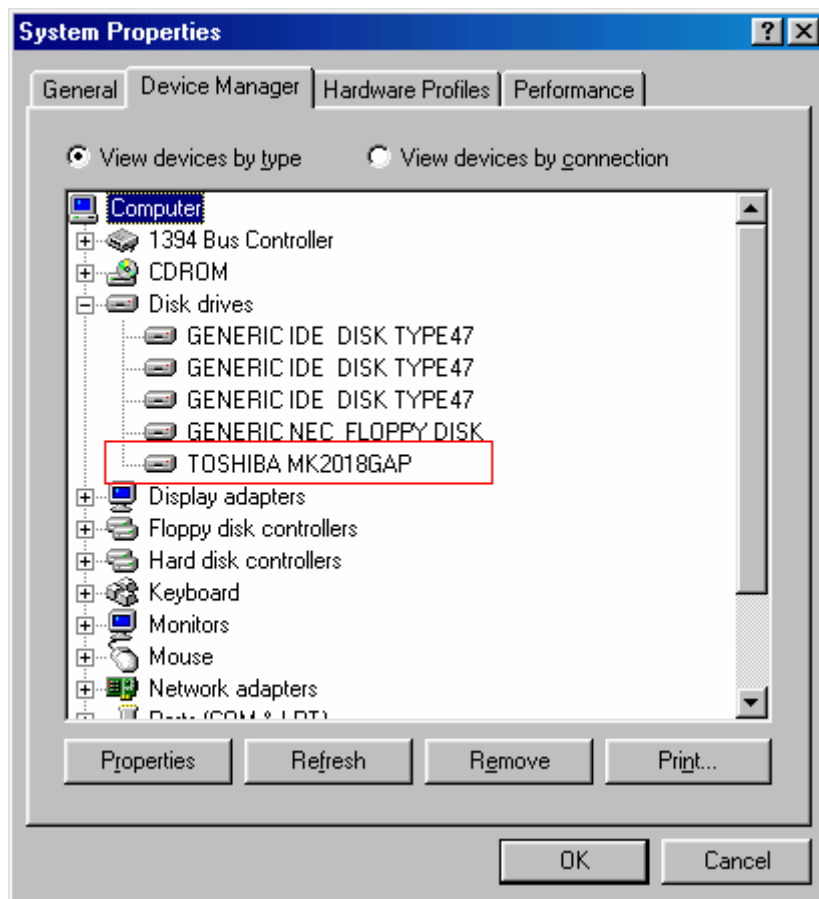 System Properties
General Device Manager Hardware Profiles Performance
View devices by type View devices by connection
Computer
1394 Bus Controller
CDROM
Disk drives
GENERIC IDE DISK TYPE47
GENERIC IDE DISK TYPE47
GENERIC IDE DISK TYPE47
GENERIC NEC FLOPPY DISK
TOSHIBA MK2018GAP
Display adapters
Floppy disk controllers
Hard disk controllers
Keyboard
Monitors
Mouse
Network adapters
Ports (COM & LPT)
Properties Refresh Remove Print...
OK Cancel